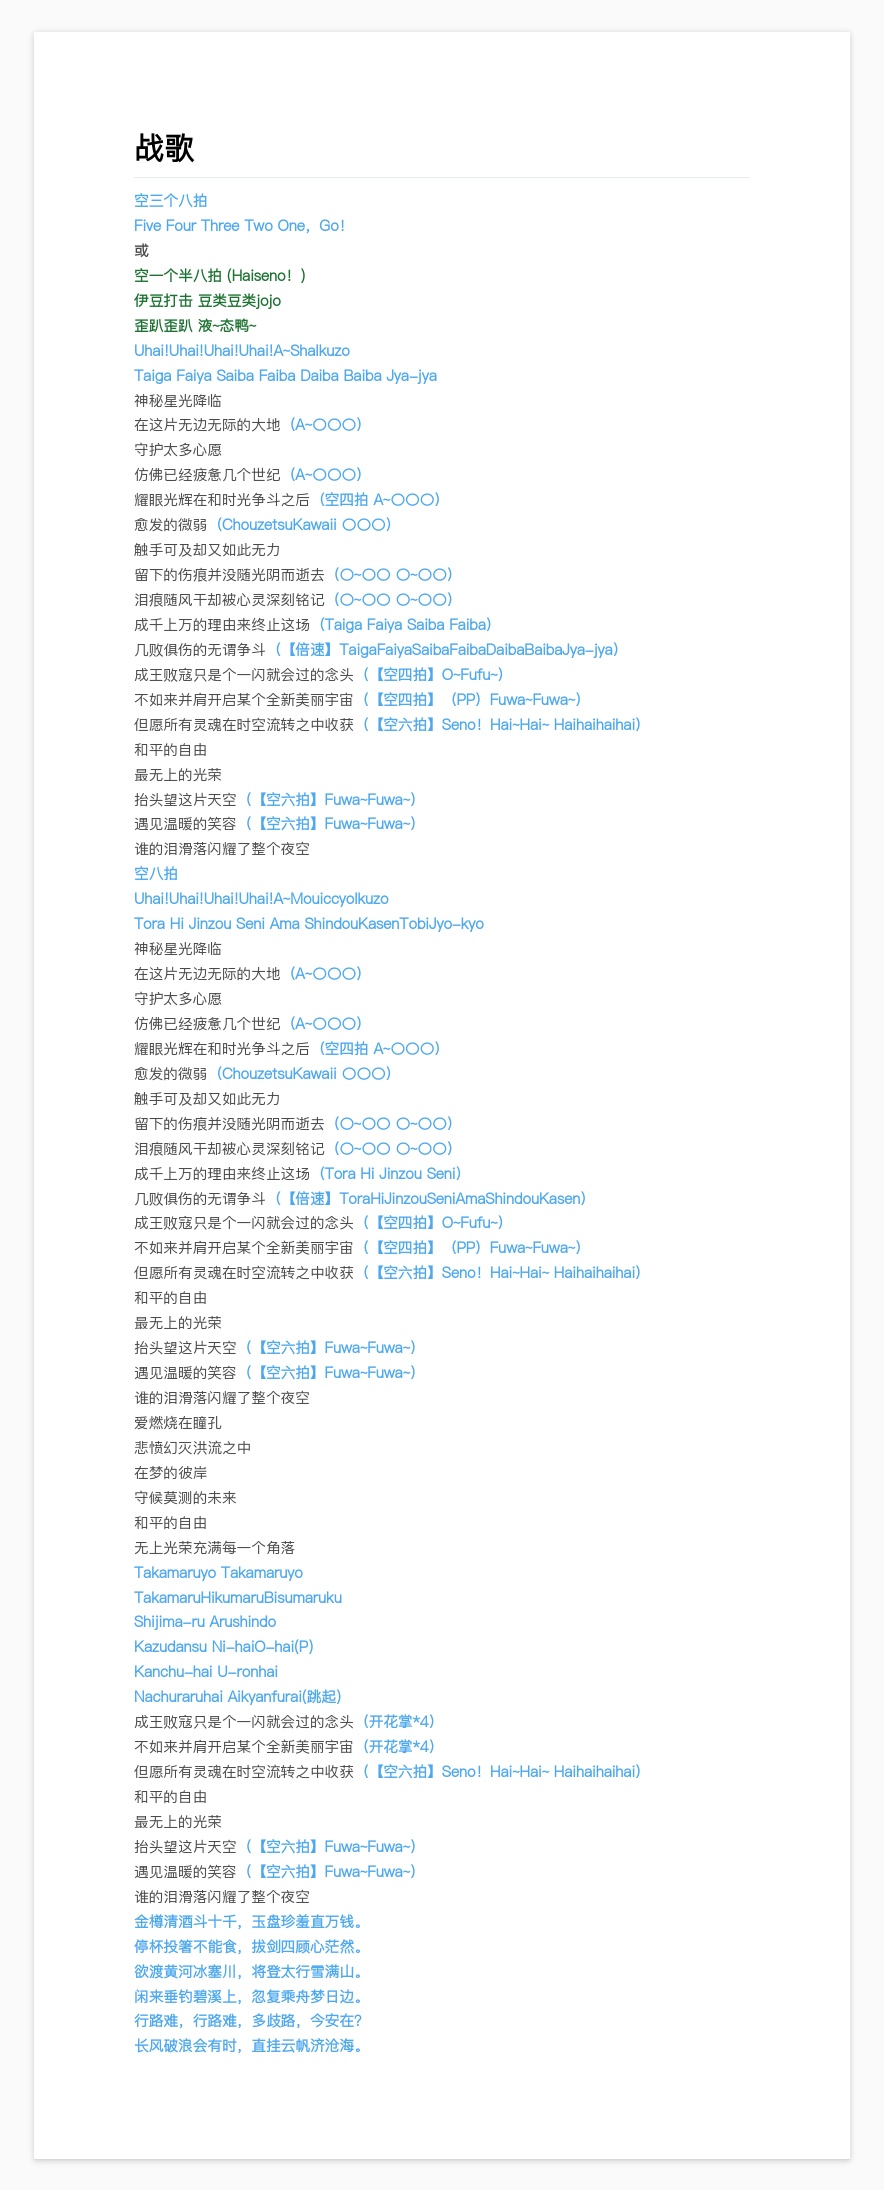 战歌
空三个八拍
Five Four Three Two One，Go！
或
空一个半八拍 (Haiseno！)
伊豆打击 豆类豆类jojo
歪趴歪趴 液~态鸭~
Uhai!Uhai!Uhai!Uhai!A~ShaIkuzo
Taiga Faiya Saiba Faiba Daiba Baiba Jya-jya
神秘星光降临
在这片无边无际的大地（A~〇〇〇）
守护太多心愿
仿佛已经疲惫几个世纪（A~〇〇〇）
耀眼光辉在和时光争斗之后（空四拍 A~〇〇〇）
愈发的微弱（ChouzetsuKawaii 〇〇〇）
触手可及却又如此无力
留下的伤痕并没随光阴而逝去（〇~〇〇 〇~〇〇）
泪痕随风干却被心灵深刻铭记（〇~〇〇 〇~〇〇）
成千上万的理由来终止这场（Taiga Faiya Saiba Faiba）
几败俱伤的无谓争斗（【倍速】TaigaFaiyaSaibaFaibaDaibaBaibaJya-jya）
成王败寇只是个一闪就会过的念头（【空四拍】O~Fufu~）
不如来并肩开启某个全新美丽宇宙（【空四拍】（PP）Fuwa~Fuwa~）
但愿所有灵魂在时空流转之中收获（【空六拍】Seno！Hai~Hai~ Haihaihaihai）
和平的自由
最无上的光荣
抬头望这片天空（【空六拍】Fuwa~Fuwa~）
遇见温暖的笑容（【空六拍】Fuwa~Fuwa~）
谁的泪滑落闪耀了整个夜空
空八拍
Uhai!Uhai!Uhai!Uhai!A~MouiccyoIkuzo
Tora Hi Jinzou Seni Ama ShindouKasenTobiJyo-kyo
神秘星光降临
在这片无边无际的大地（A~〇〇〇）
守护太多心愿
仿佛已经疲惫几个世纪（A~〇〇〇）
耀眼光辉在和时光争斗之后（空四拍 A~〇〇〇）
愈发的微弱（ChouzetsuKawaii 〇〇〇）
触手可及却又如此无力
留下的伤痕并没随光阴而逝去（〇~〇〇 〇~〇〇）
泪痕随风干却被心灵深刻铭记（〇~〇〇 〇~〇〇）
成千上万的理由来终止这场（Tora Hi Jinzou Seni）
几败俱伤的无谓争斗（【倍速】ToraHiJinzouSeniAmaShindouKasen）
成王败寇只是个一闪就会过的念头（【空四拍】O~Fufu~）
不如来并肩开启某个全新美丽宇宙（【空四拍】（PP）Fuwa~Fuwa~）
但愿所有灵魂在时空流转之中收获（【空六拍】Seno！Hai~Hai~ Haihaihaihai）
和平的自由
最无上的光荣
抬头望这片天空（【空六拍】Fuwa~Fuwa~）
遇见温暖的笑容（【空六拍】Fuwa~Fuwa~）
谁的泪滑落闪耀了整个夜空
爱燃烧在瞳孔
悲愤幻灭洪流之中
在梦的彼岸
守候莫测的未来
和平的自由
无上光荣充满每一个角落
Takamaruyo Takamaruyo
TakamaruHikumaruBisumaruku
Shijima-ru Arushindo
Kazudansu Ni-haiO-hai(P)
Kanchu-hai U-ronhai
Nachuraruhai Aikyanfurai(跳起)
成王败寇只是个一闪就会过的念头（开花掌*4）
不如来并肩开启某个全新美丽宇宙（开花掌*4）
但愿所有灵魂在时空流转之中收获（【空六拍】Seno！Hai~Hai~ Haihaihaihai）
和平的自由
最无上的光荣
抬头望这片天空（【空六拍】Fuwa~Fuwa~）
遇见温暖的笑容（【空六拍】Fuwa~Fuwa~）
谁的泪滑落闪耀了整个夜空
金樽清酒斗十千，玉盘珍羞直万钱。
停杯投箸不能食，拔剑四顾心茫然。
欲渡黄河冰塞川，将登太行雪满山。
闲来垂钓碧溪上，忽复乘舟梦日边。
行路难，行路难，多歧路，今安在？
长风破浪会有时，直挂云帆济沧海。